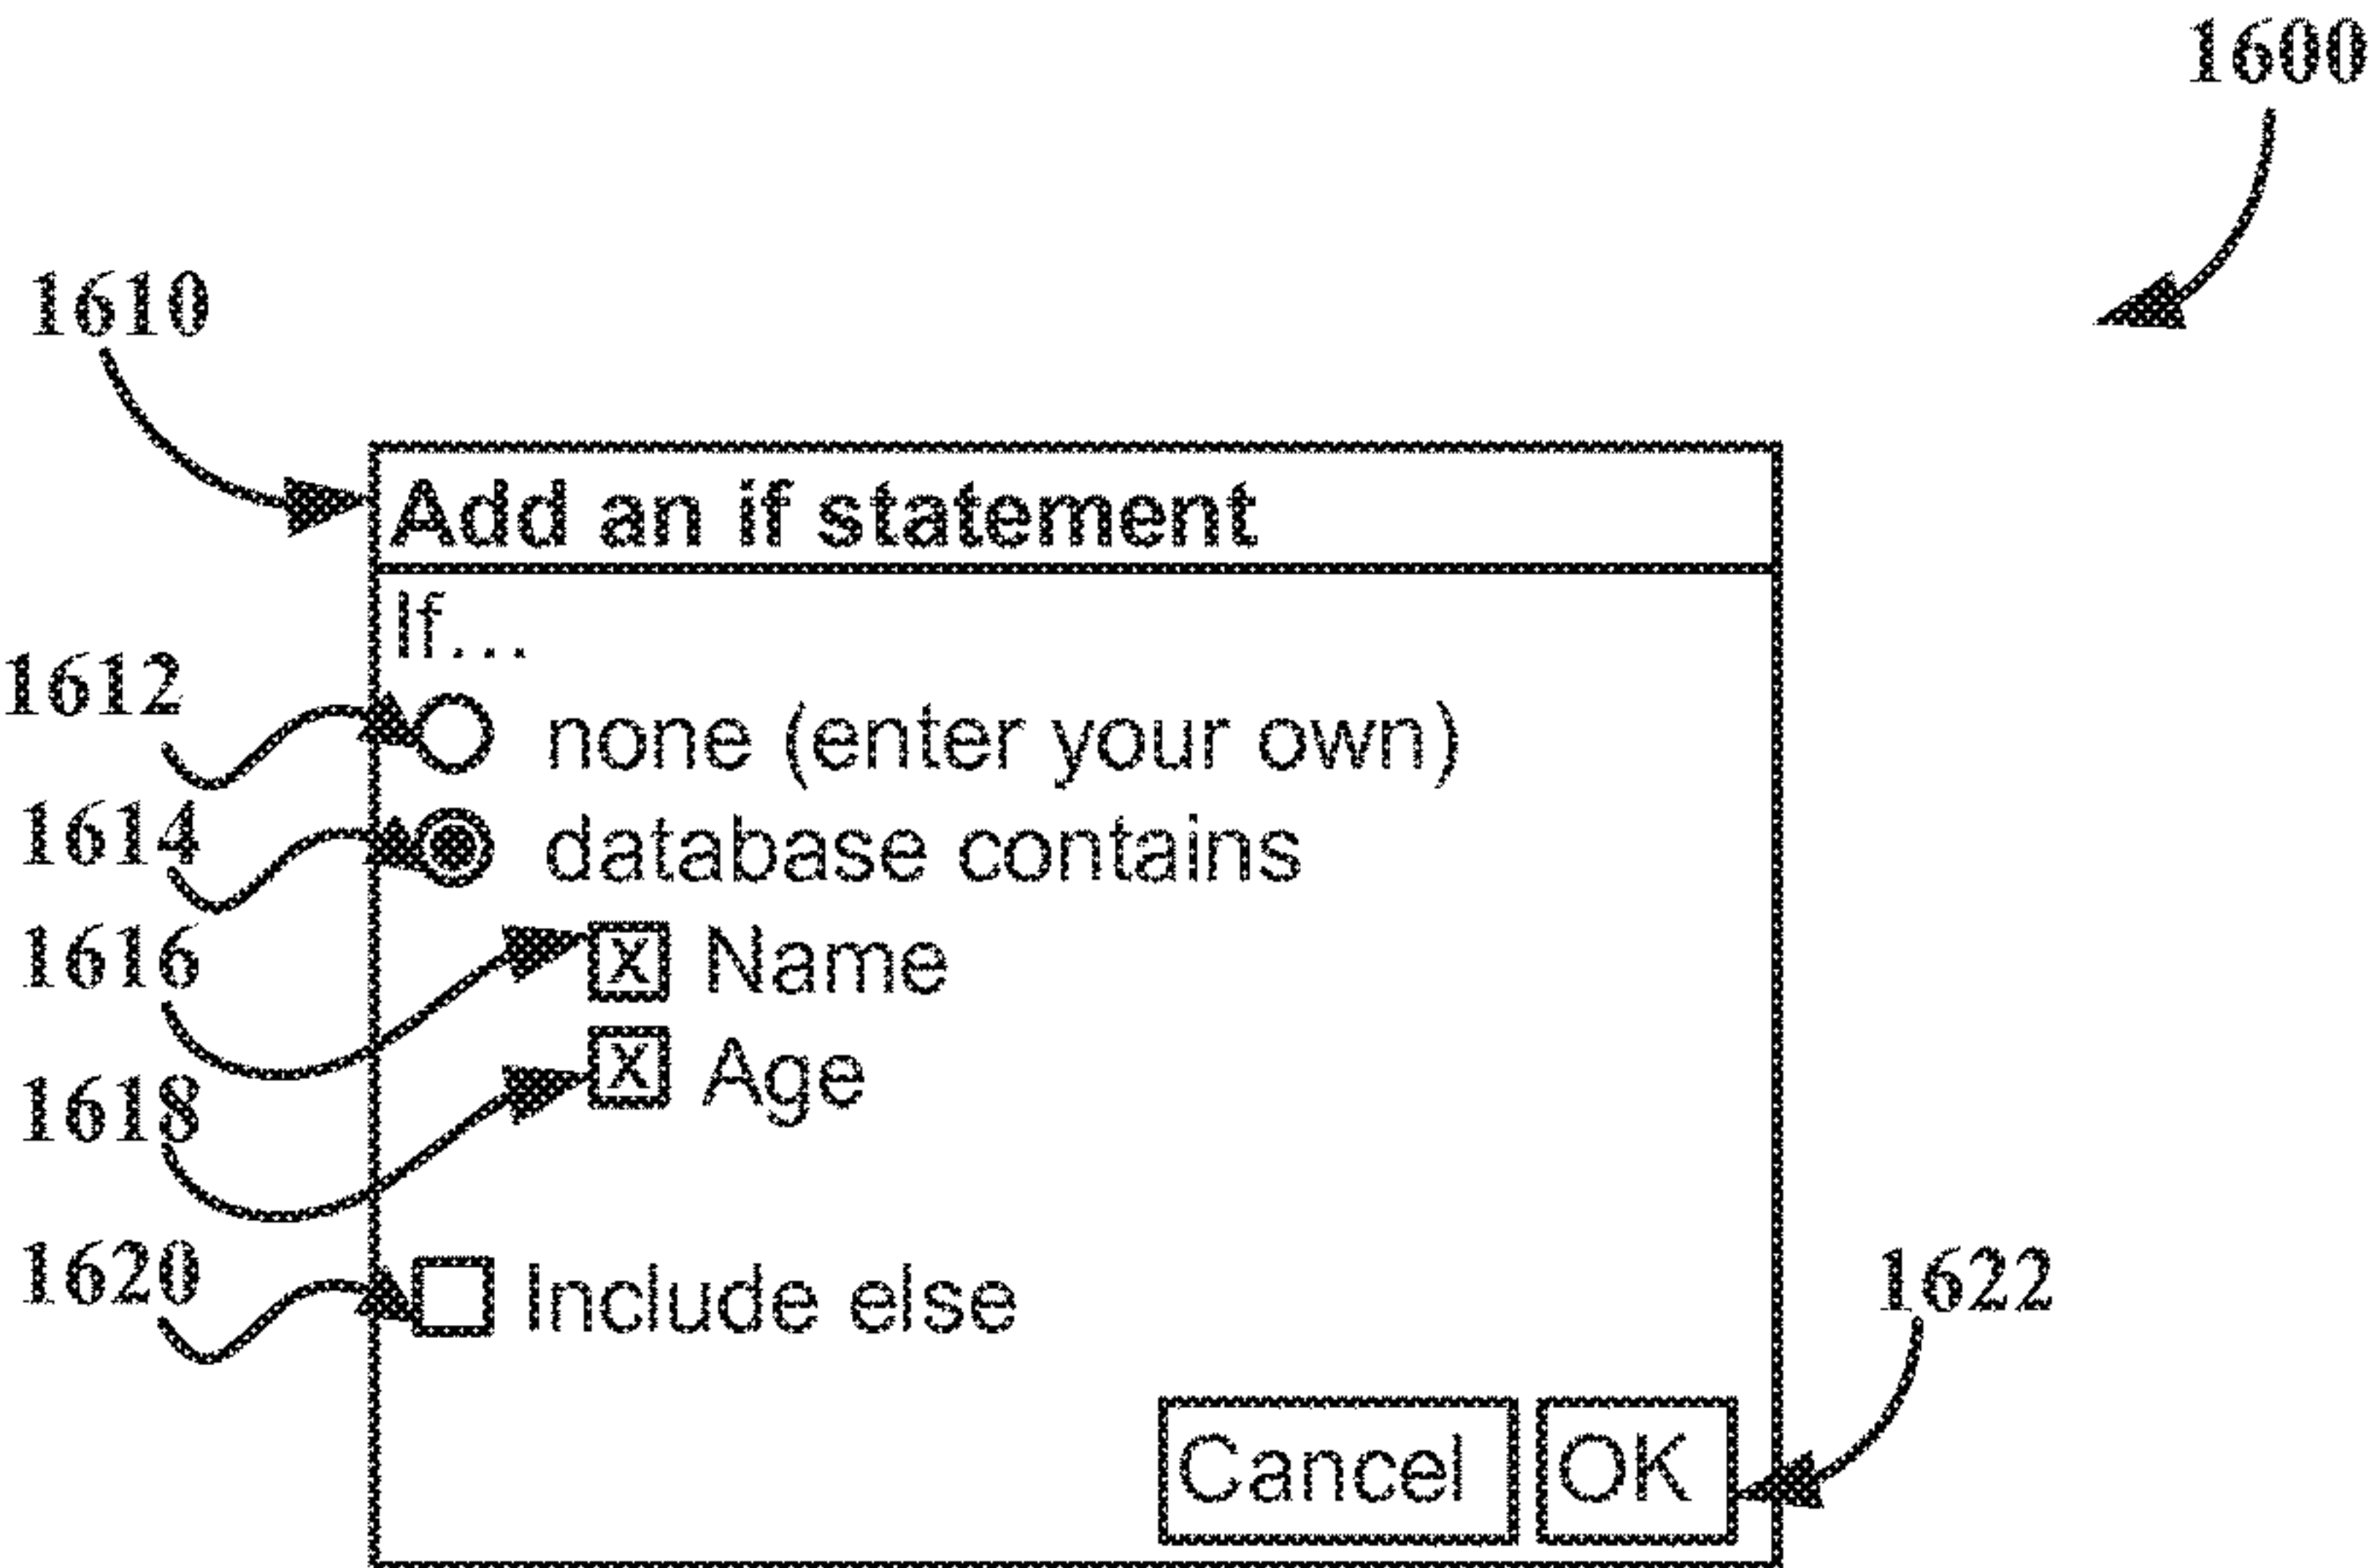 1600
1610
Add an if statement
If...
1612
none (enter your own)
1614
database contains
1616
X Name
1618
X Age
1620
Include else
1622
Cancel
OK